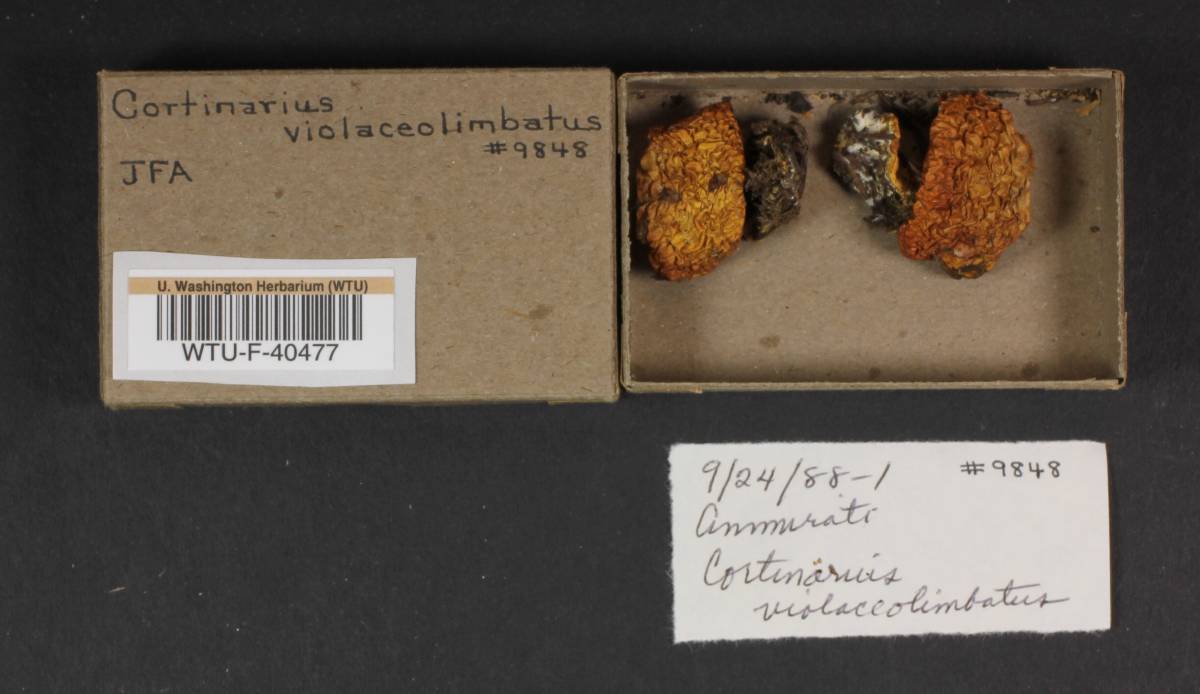 Cortinarius
violaceolimbatus
#9848
JFA
U. Washington Herbarium (WTU)
WTU-F-40477
9/24/88-1 #9848
Ammirati
Cortinarius
violaceolimbatus